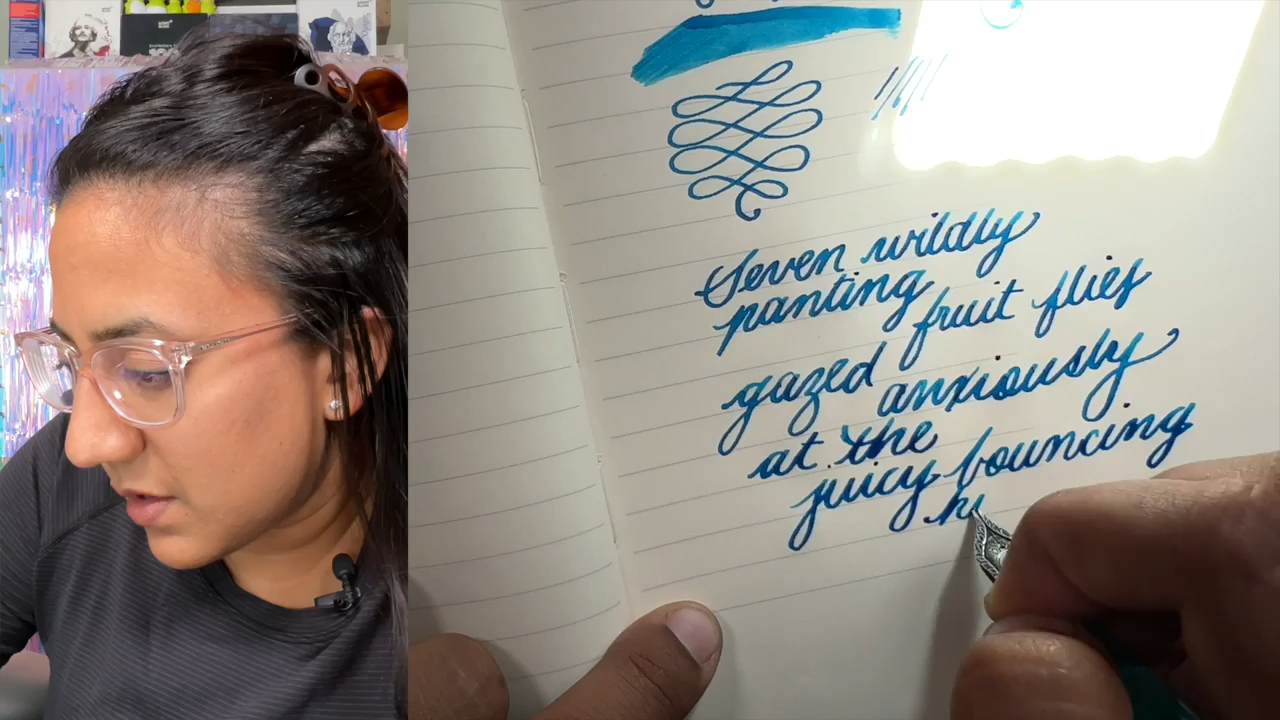 Seven wildly
panting
fruit flies
gazed
anxiously
at the
juicy bouncing